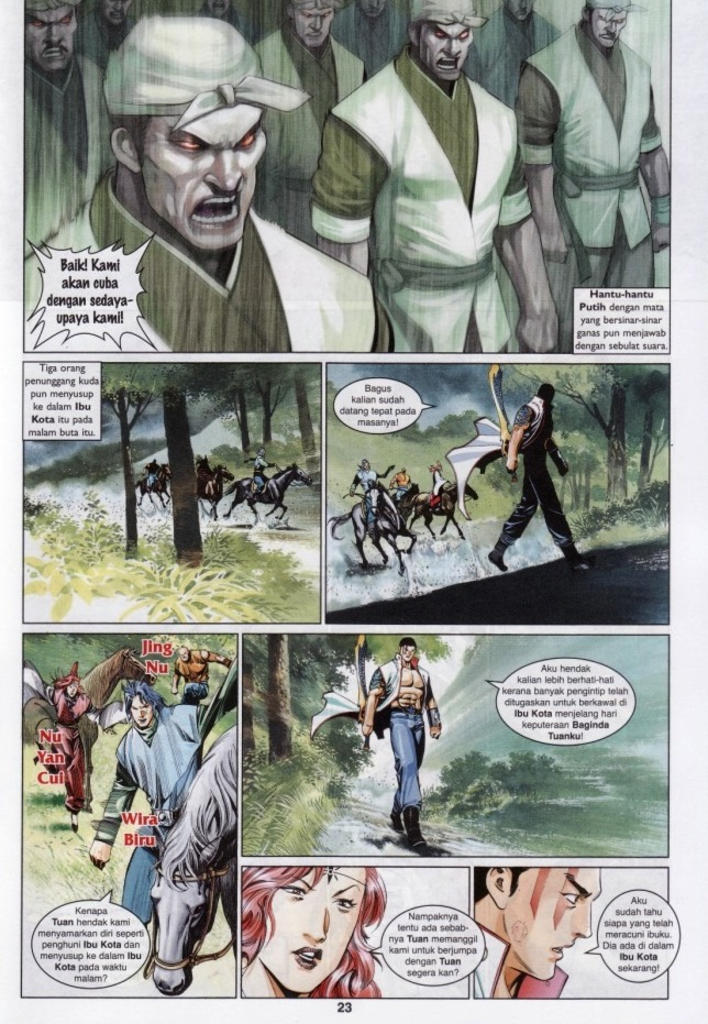 Baik! Kami
akan cuba
dengan sedaya-
upaya kami!
Hantu-hantu
Putih dengan mata
yang bersinar-sinar
ganas pun menjawab
dengan sebulat suara.
Tiga orang
penunggang kuda
pun menyusup
ke dalam Ibu
Kota itu pada
malam buta itu.
Bagus
kalian sudah
datang tepat pada
masanya!
Jing
Nu
Nu
Yan
Cui
Wira
Biru
Kenapa
Tuan hendak kami
menyamarkan diri seperti
penghuni Ibu Kota dan
menyusup ke dalam Ibu
Kota pada waktu
malam?
Aku hendak
kalian lebih berhati-hati
kerana banyak pengintip telah
ditugaskan untuk berkawal di
Ibu Kota menjelang hari
keputeraan Baginda
Tuanku!
Nampaknya
tentu ada sebab-
nya Tuan memanggil
kami untuk berjumpa
dengan Tuan
segera kan?
Aku
sudah tahu
siapa yang telah
meracuni ibuku.
Dia ada di dalam
Ibu Kota
sekarang!
23